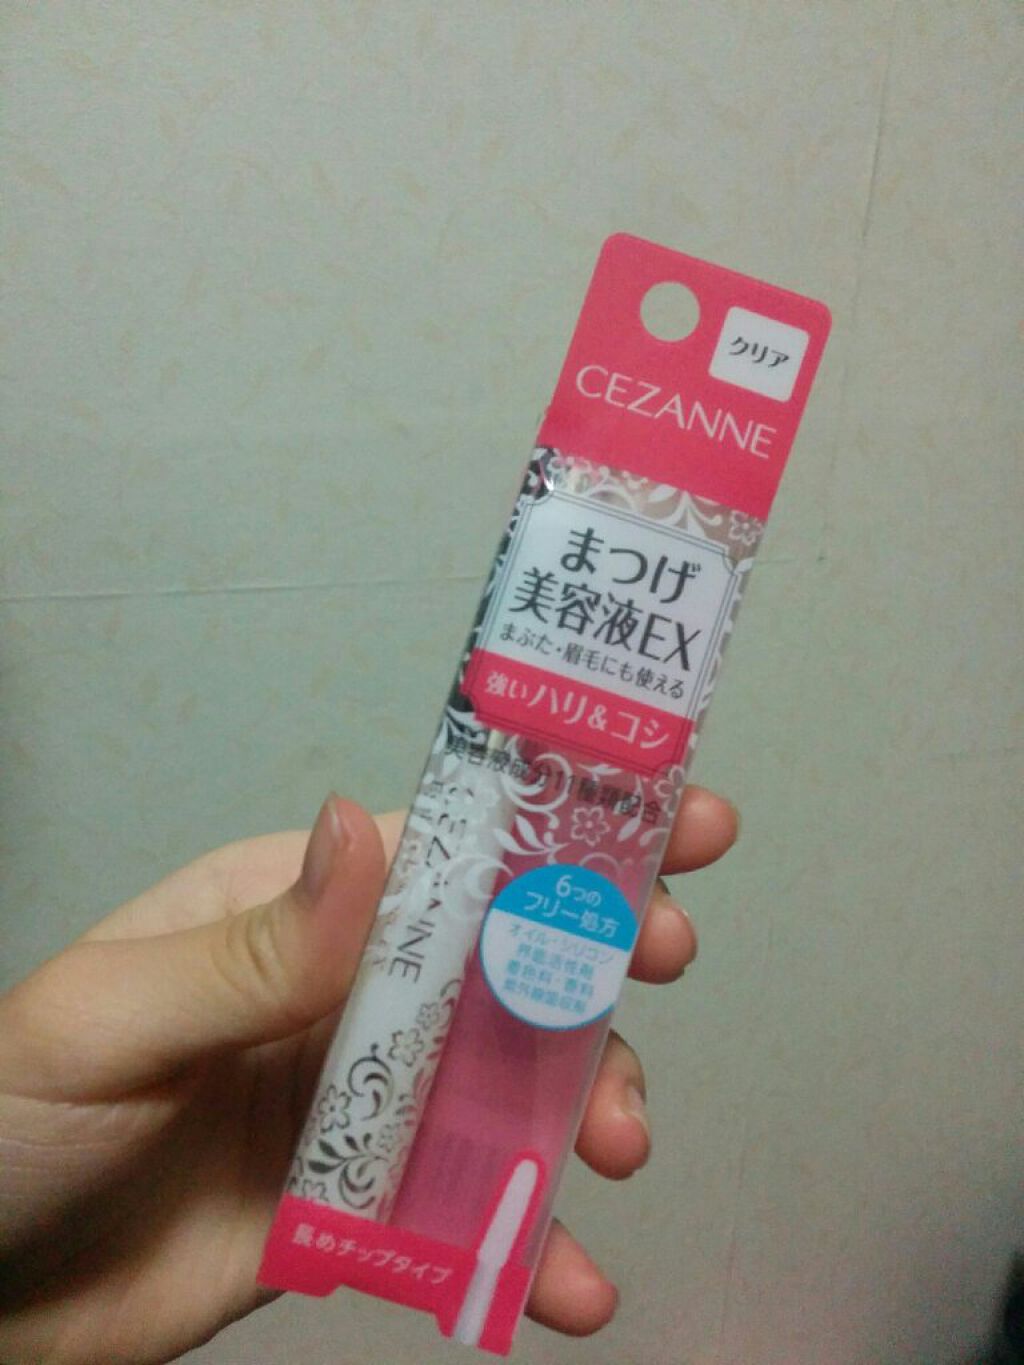 クリア
CEZANNE
まつげ
美容液EX
まぶた・眉毛にも使える
強いハリ&コシ
美容液成分11種類配合
CEZANNE
6つの
フリー処方
オイル・シリコン
界面活性剤
着色料・香料
紫外線吸収剤
長めチップタイプ